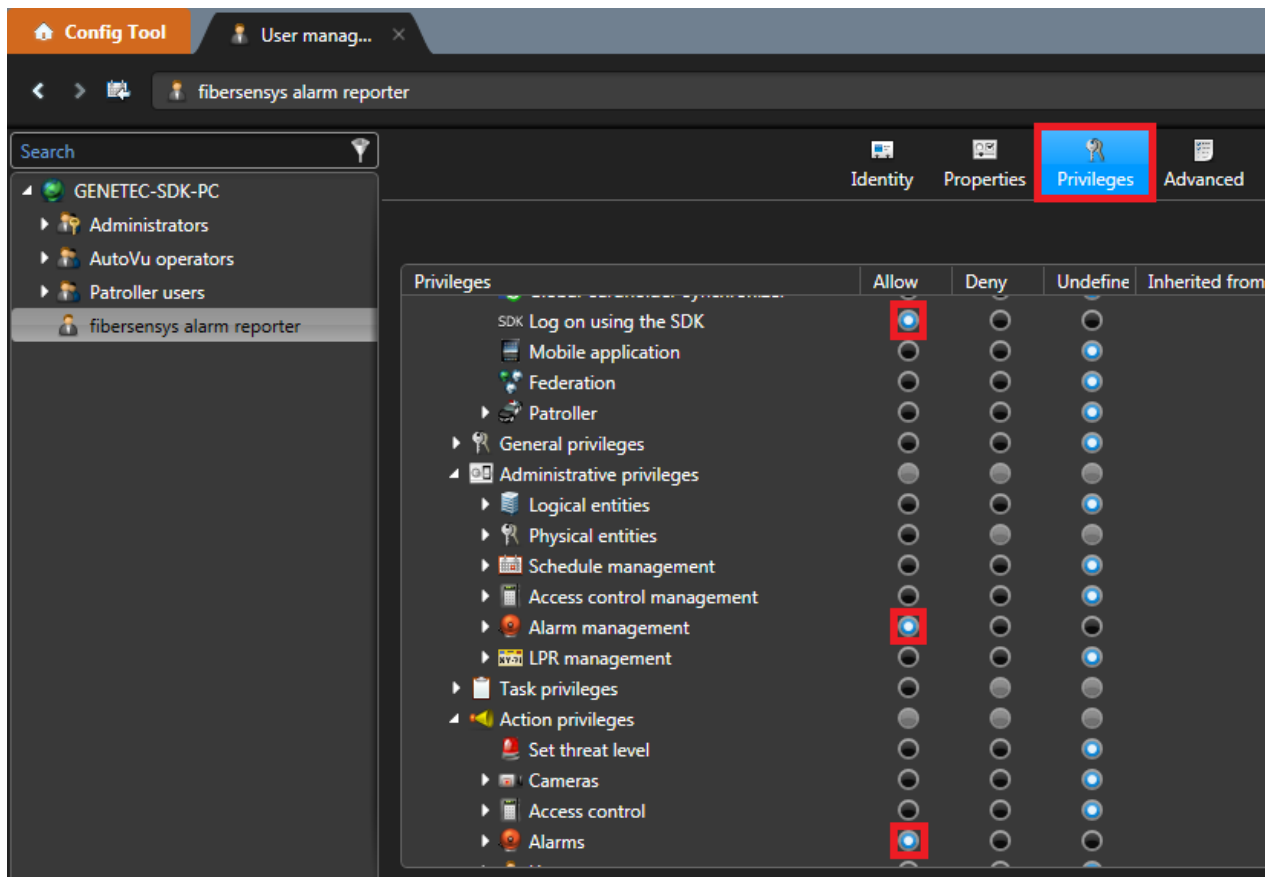 Config Tool
User manag...
fibersensys alarm reporter
Search
GENETEC-SDK-PC
Administrators
AutoVu operators
Patroller users
fibersensys alarm reporter
Identity Properties Privileges Advanced
Privileges Allow Deny Undefine Inherited from
SDK Log on using the SDK
Mobile application
Federation
Patroller
General privileges
Administrative privileges
Logical entities
Physical entities
Schedule management
Access control management
Alarm management
LPR management
Task privileges
Action privileges
Set threat level
Cameras
Access control
Alarms